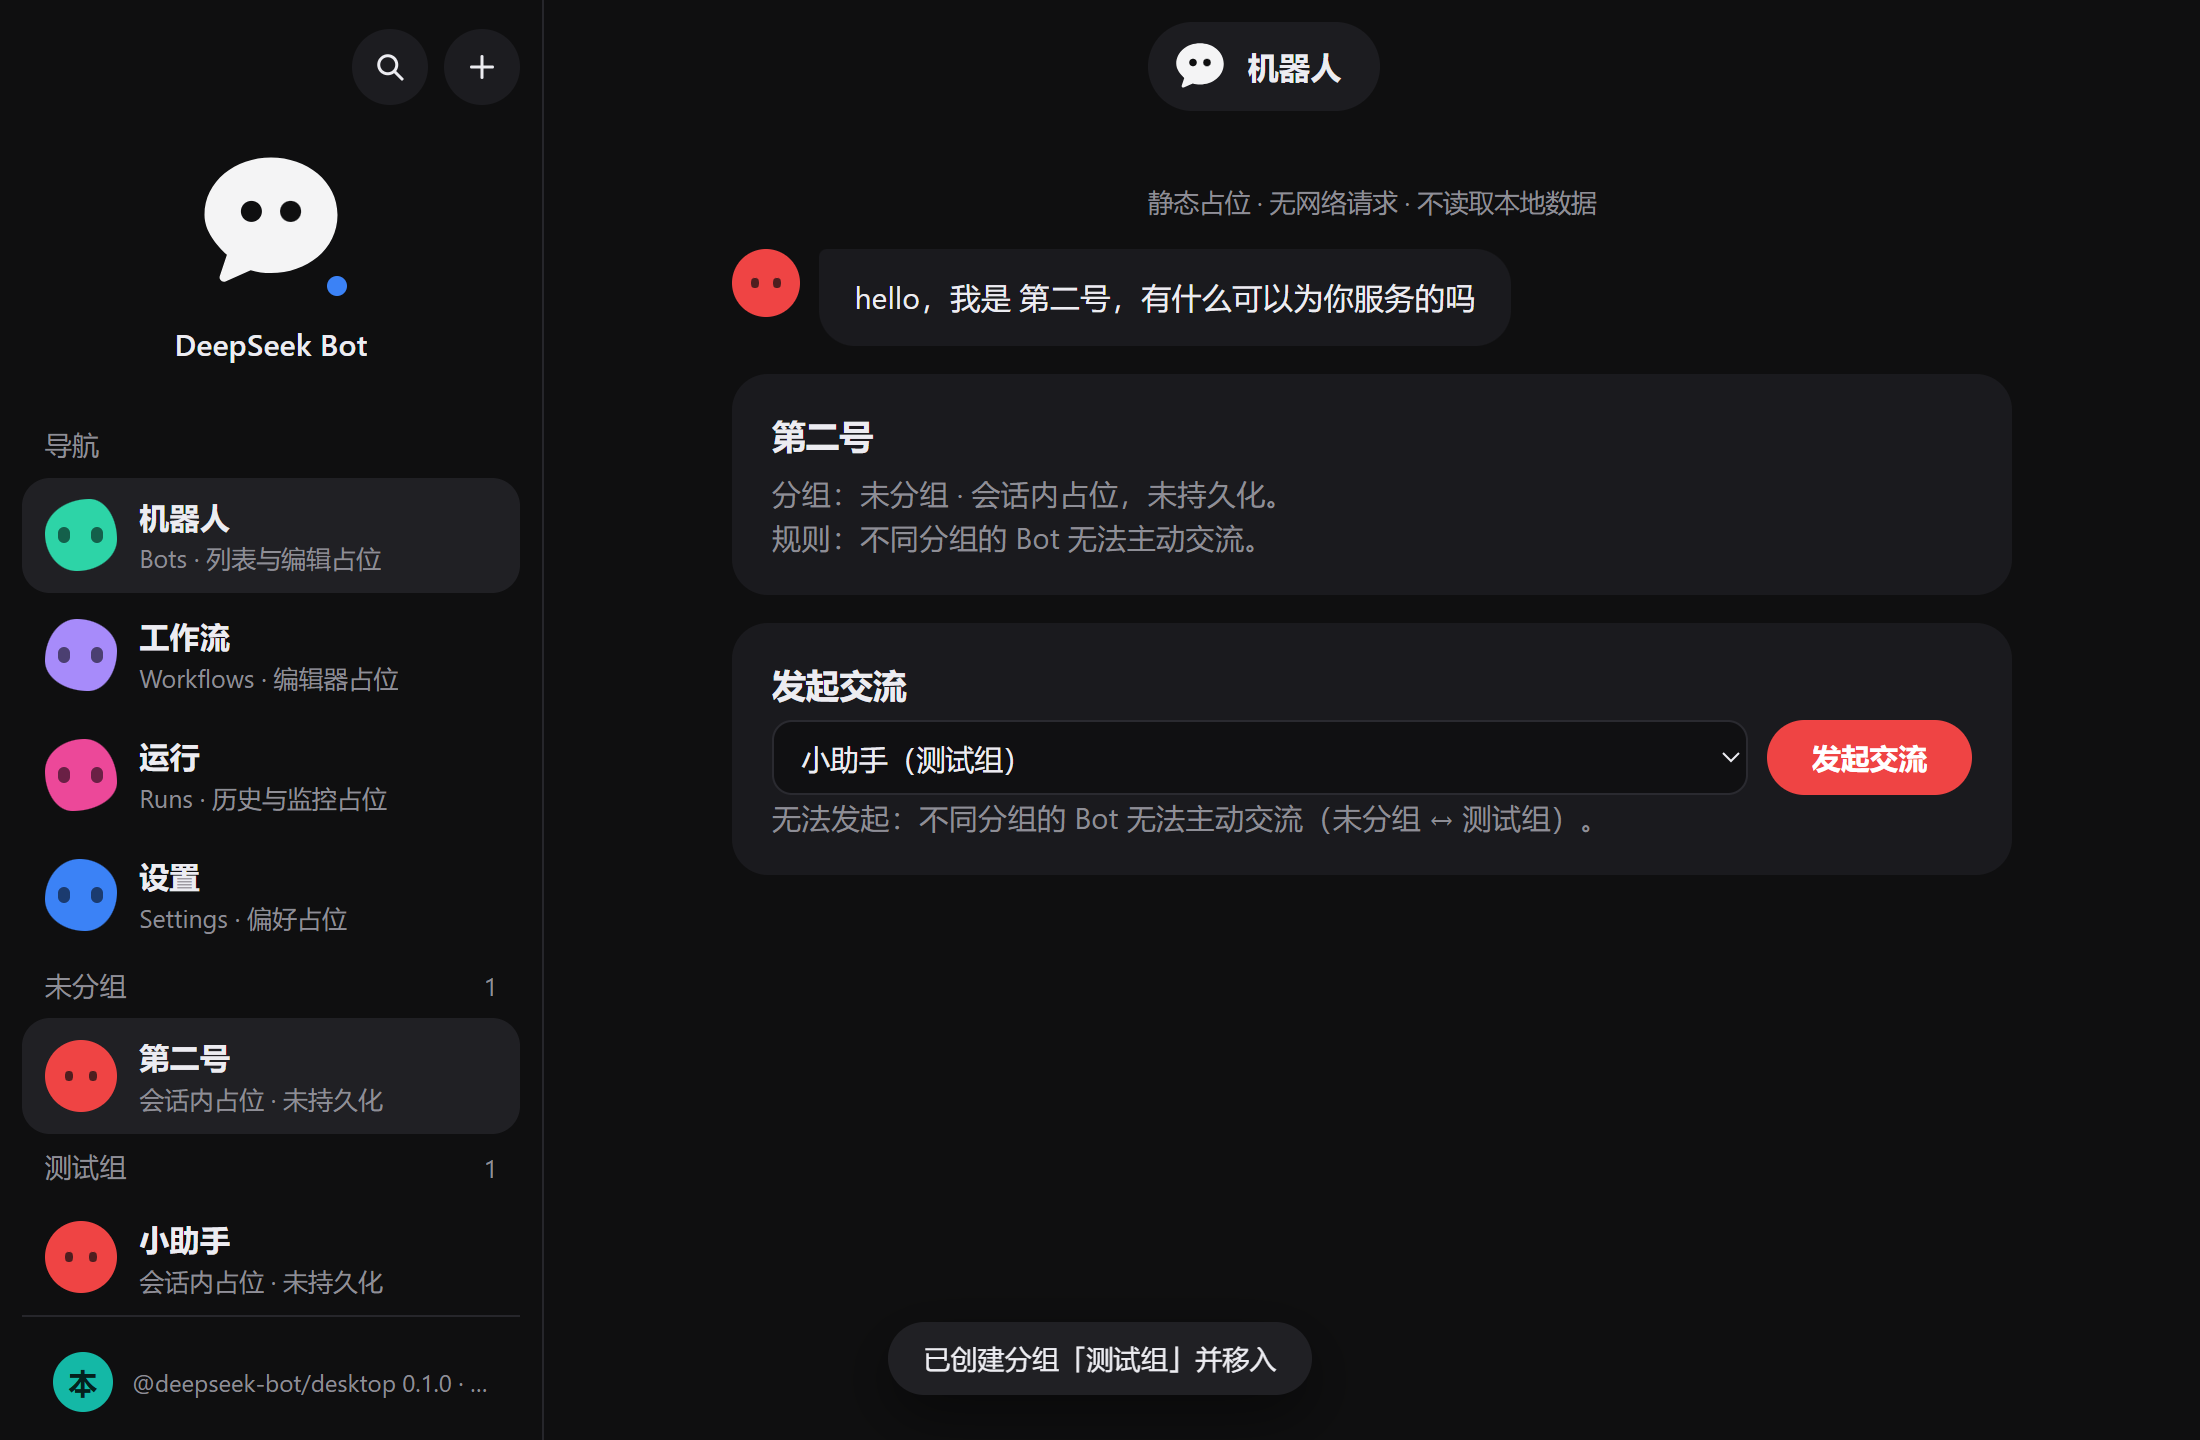 DeepSeek Bot
导航
机器人
Bots · 列表与编辑占位
工作流
Workflows · 编辑器占位
运行
Runs · 历史与监控占位
设置
Settings · 偏好占位
未分组 1
第二号
会话内占位 · 未持久化
测试组 1
小助手
会话内占位 · 未持久化
本 @deepseek-bot/desktop 0.1.0 · ...
机器人
静态占位 · 无网络请求 · 不读取本地数据
hello，我是 第二号，有什么可以为你服务的吗
第二号
分组：未分组 · 会话内占位，未持久化。
规则：不同分组的 Bot 无法主动交流。
发起交流
小助手（测试组） 发起交流
无法发起：不同分组的 Bot 无法主动交流（未分组 ↔ 测试组）。
已创建分组「测试组」并移入